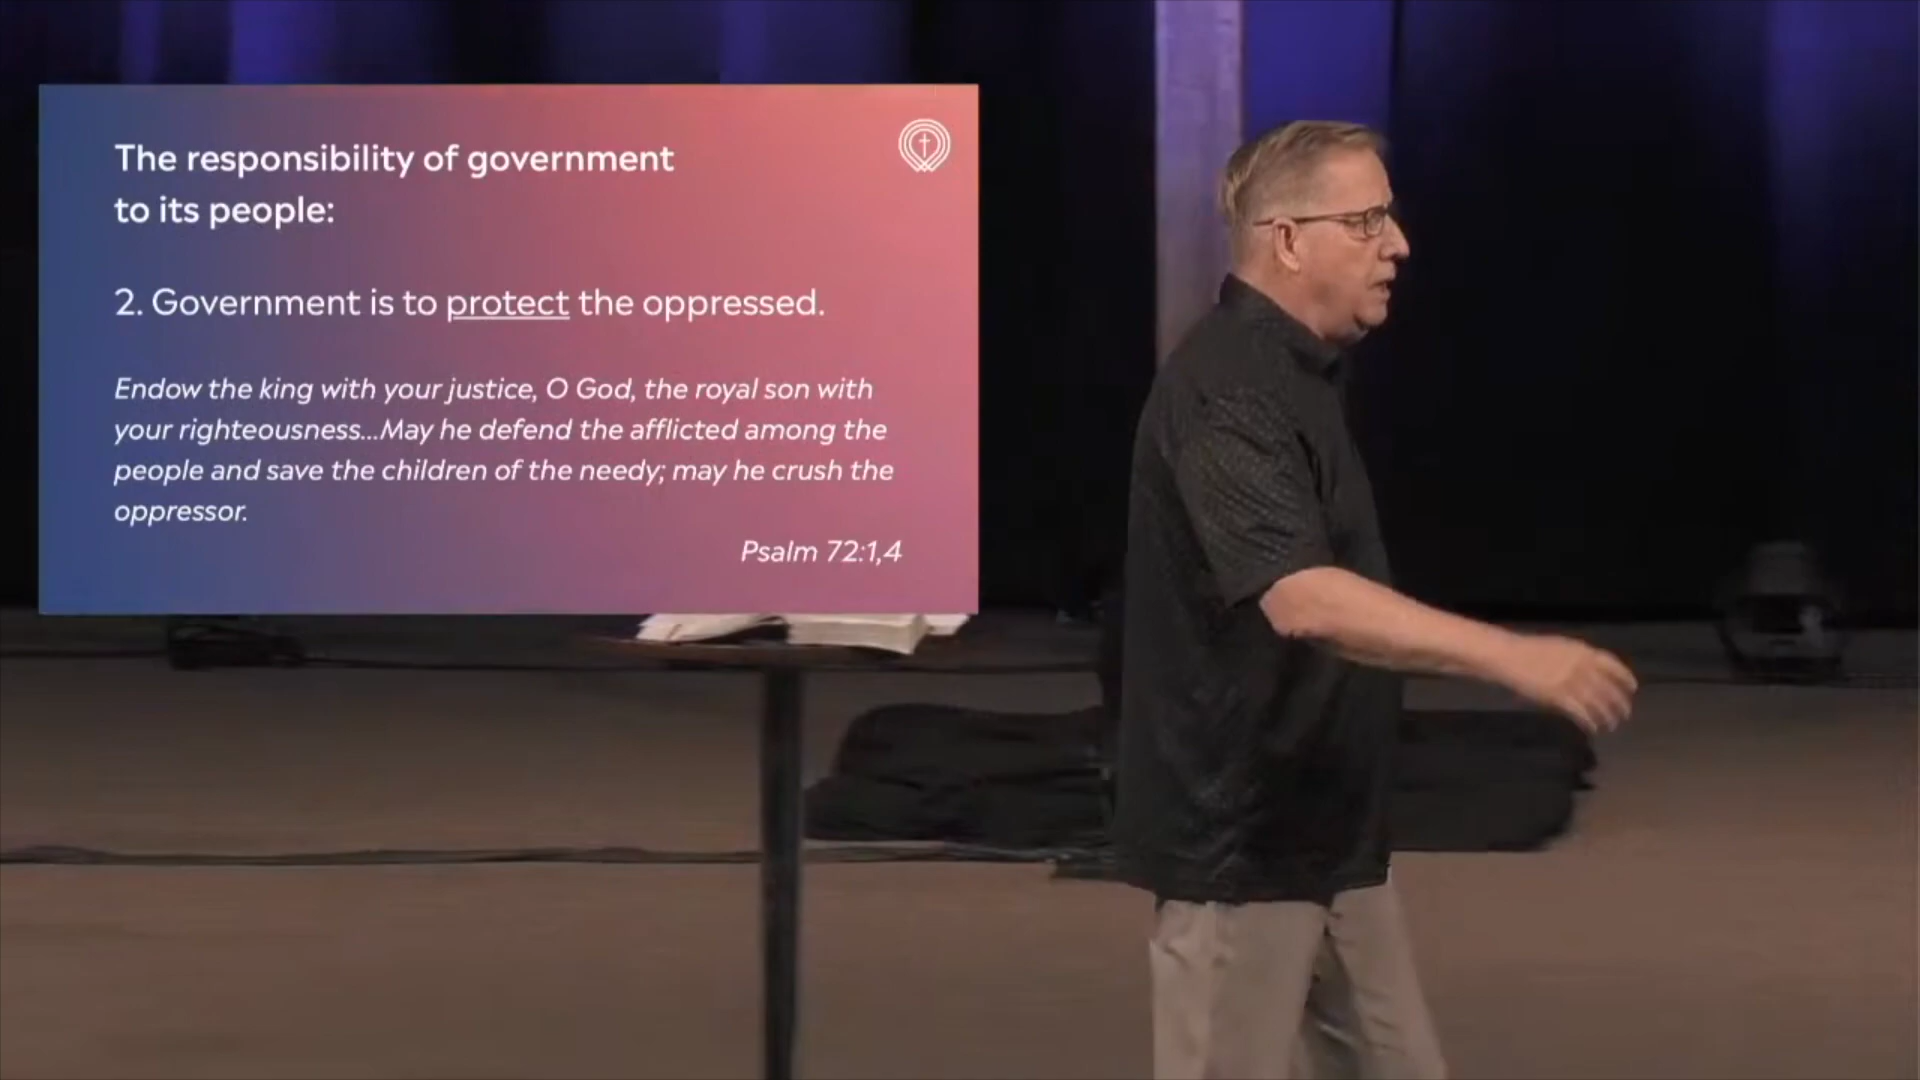 The responsibility of government
to its people:
2. Government is to protect the oppressed.
Endow the king with your justice, O God, the royal son with
your righteousness...May he defend the afflicted among the
people and save the children of the needy; may he crush the
oppressor.
Psalm 72:1,4